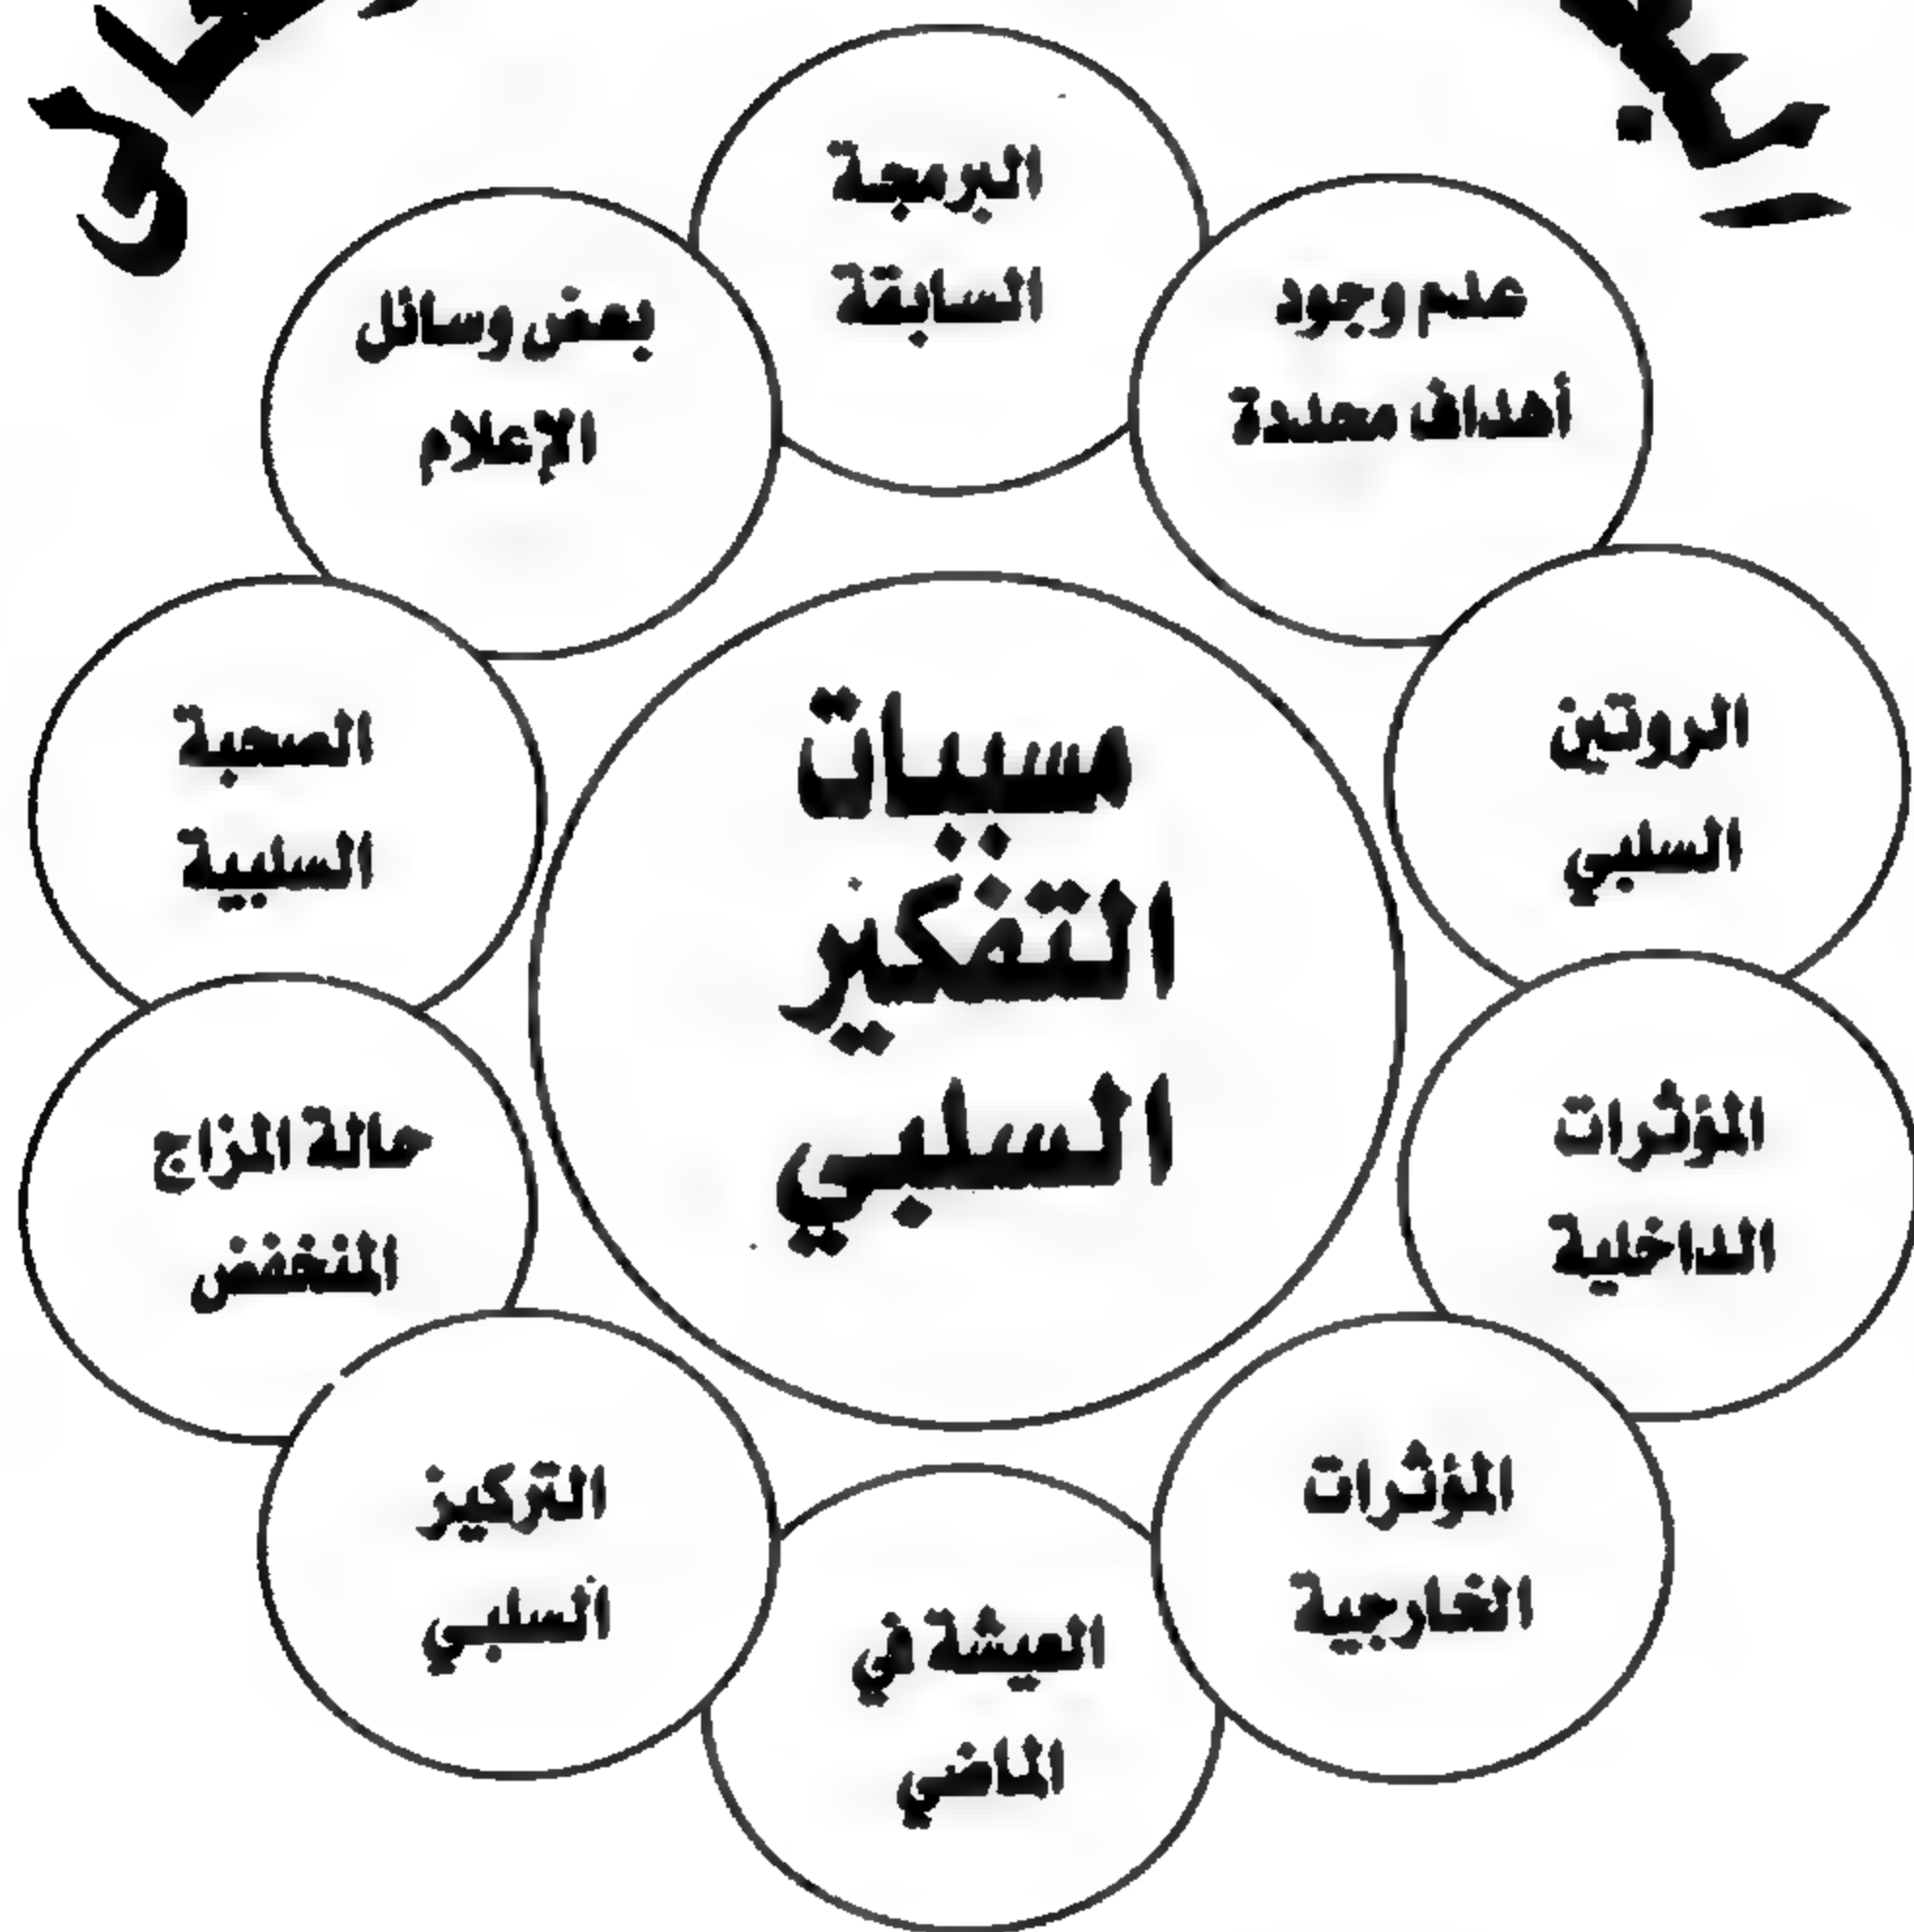 البرمجة
السابقة
عدم وجود
أهداف محددة
الروتين
السلبي
المؤثرات
الداخلية
المؤثرات
الخارجية
العيشة في
الماضي
التركيز
السلبي
حالة المزاج
المنخفض
الصحبة
السلبية
بعض وسائل
الإعلام
مسببات
التفكير
السلبي